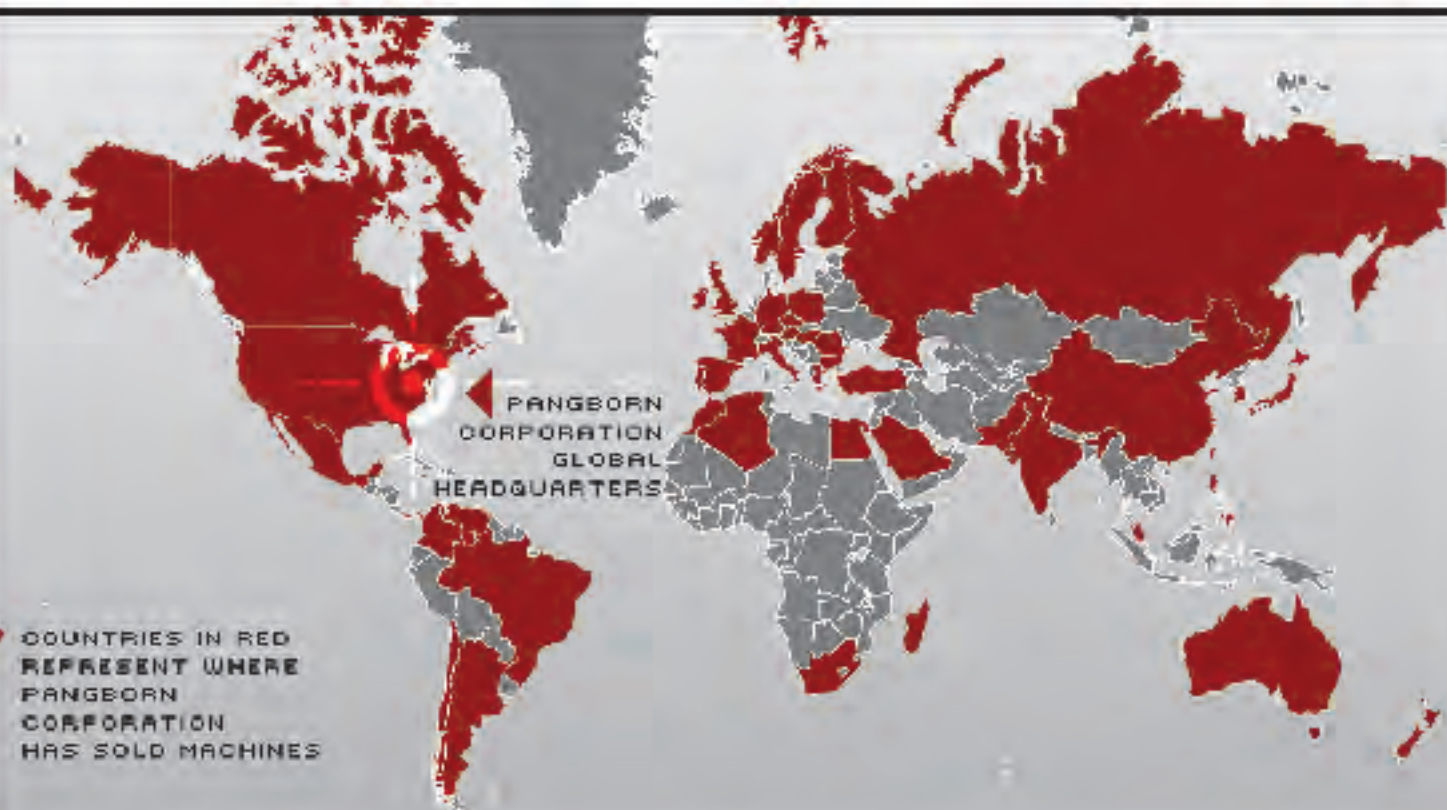 PANGBORN
CORPORATION
GLOBAL
HEADQUARTERS
COUNTRIES IN RED
REPRESENT WHERE
PANGBORN
CORPORATION
HAS SOLD MACHINES